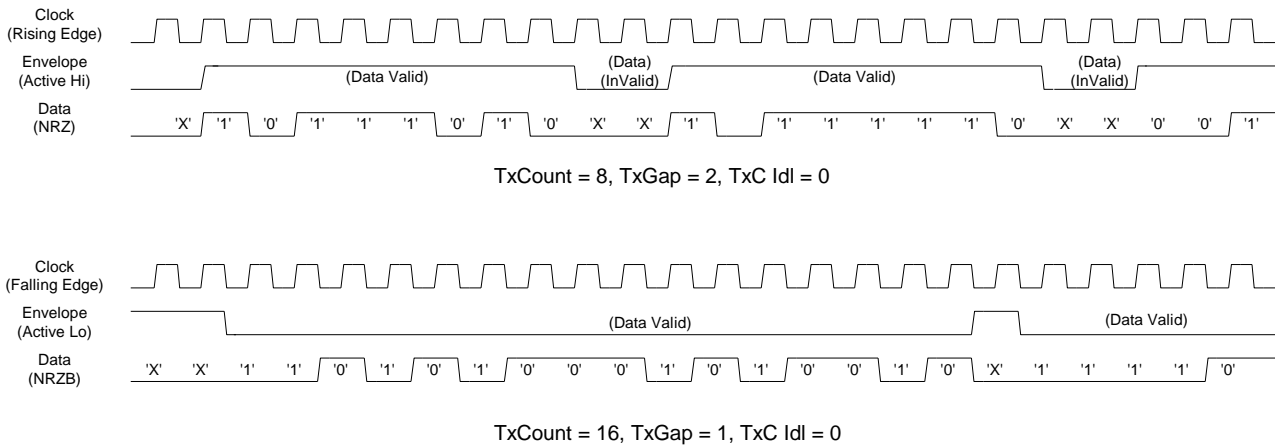 Clock
(Rising Edge)
Envelope
(Active Hi)
(Data Valid)
(Data)
(InValid)
(Data Valid)
(Data)
(InValid)
Data
(NRZ)
'X' '1' '0' '1' '1' '1' '0' '1' '0' 'X' 'X' '1' '1' '1' '1' '1' '1' '0' 'X' 'X' '0' '0' '1'
TxCount = 8, TxGap = 2, TxC Idl = 0
Clock
(Falling Edge)
Envelope
(Active Lo)
(Data Valid)
(Data Valid)
Data
(NRZB)
'X' 'X' '1' '1' '0' '1' '0' '1' '0' '0' '0' '1' '0' '1' '0' '0' '1' '0' 'X' '1' '1' '1' '1' '0'
TxCount = 16, TxGap = 1, TxC Idl = 0